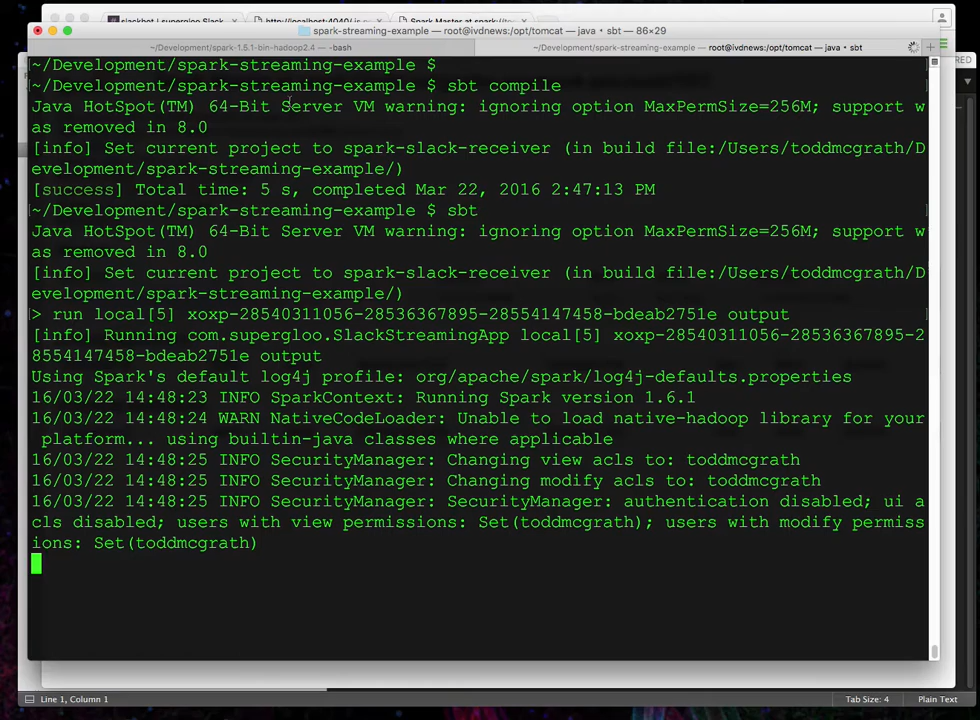 slackbot | supergloo Slack
http://localhost:4040/
Spark Master at spark://
spark-streaming-example — root@ivdnews:/opt/tomcat — java • sbt — 86×29
~/Development/spark-1.5.1-bin-hadoop2.4 — -bash
~/Development/spark-streaming-example — root@ivdnews:/opt/tomcat — java • sbt
+
~/Development/spark-streaming-example $
~/Development/spark-streaming-example $ sbt compile
Java HotSpot(TM) 64-Bit Server VM warning: ignoring option MaxPermSize=256M; support w
as removed in 8.0
[info] Set current project to spark-slack-receiver (in build file:/Users/toddmcgrath/D
evelopment/spark-streaming-example/)
[success] Total time: 5 s, completed Mar 22, 2016 2:47:13 PM
~/Development/spark-streaming-example $ sbt
Java HotSpot(TM) 64-Bit Server VM warning: ignoring option MaxPermSize=256M; support w
as removed in 8.0
[info] Set current project to spark-slack-receiver (in build file:/Users/toddmcgrath/D
evelopment/spark-streaming-example/)
> run local[5] xoxp-28540311056-28536367895-28554147458-bdeab2751e output
[info] Running com.supergloo.SlackStreamingApp local[5] xoxp-28540311056-28536367895-2
8554147458-bdeab2751e output
Using Spark's default log4j profile: org/apache/spark/log4j-defaults.properties
16/03/22 14:48:23 INFO SparkContext: Running Spark version 1.6.1
16/03/22 14:48:24 WARN NativeCodeLoader: Unable to load native-hadoop library for your
platform... using builtin-java classes where applicable
16/03/22 14:48:25 INFO SecurityManager: Changing view acls to: toddmcgrath
16/03/22 14:48:25 INFO SecurityManager: Changing modify acls to: toddmcgrath
16/03/22 14:48:25 INFO SecurityManager: SecurityManager: authentication disabled; ui a
cls disabled; users with view permissions: Set(toddmcgrath); users with modify permiss
ions: Set(toddmcgrath)
Line 1, Column 1
Tab Size: 4
Plain Text